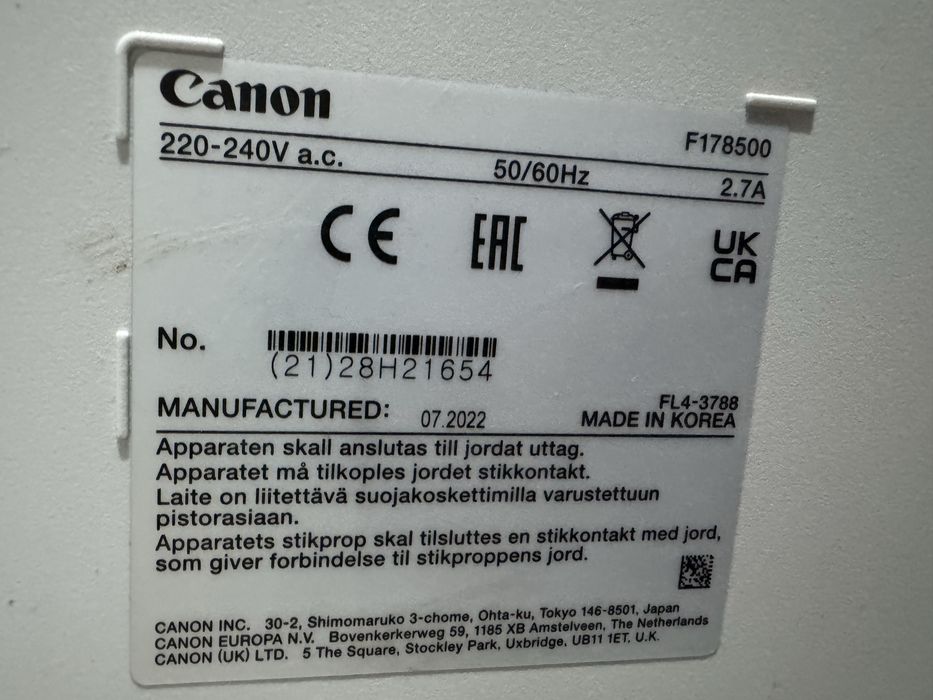 Canon
F178500
220-240V a.c. 50/60Hz 2.7A
CE EAC UK
CA
No.
(21)28H21654
FL4-3788
MANUFACTURED: 07.2022 MADE IN KOREA
Apparaten skall anslutas till jordat uttag.
Apparatet må tilkoples jordet stikkontakt.
Laite on liitettävä suojakoskettimilla varustettuun
pistorasiaan.
Apparatets stikprop skal tilsluttes en stikkontakt med jord,
som giver forbindelse til stikproppens jord.
CANON INC. 30-2, Shimomaruko 3-chome, Ohta-ku, Tokyo 146-8501, Japan
CANON EUROPA N.V. Bovenkerkerweg 59, 1185 XB Amstelveen, The Netherlands
CANON (UK) LTD. 5 The Square, Stockley Park, Uxbridge, UB11 1ET. U.K.